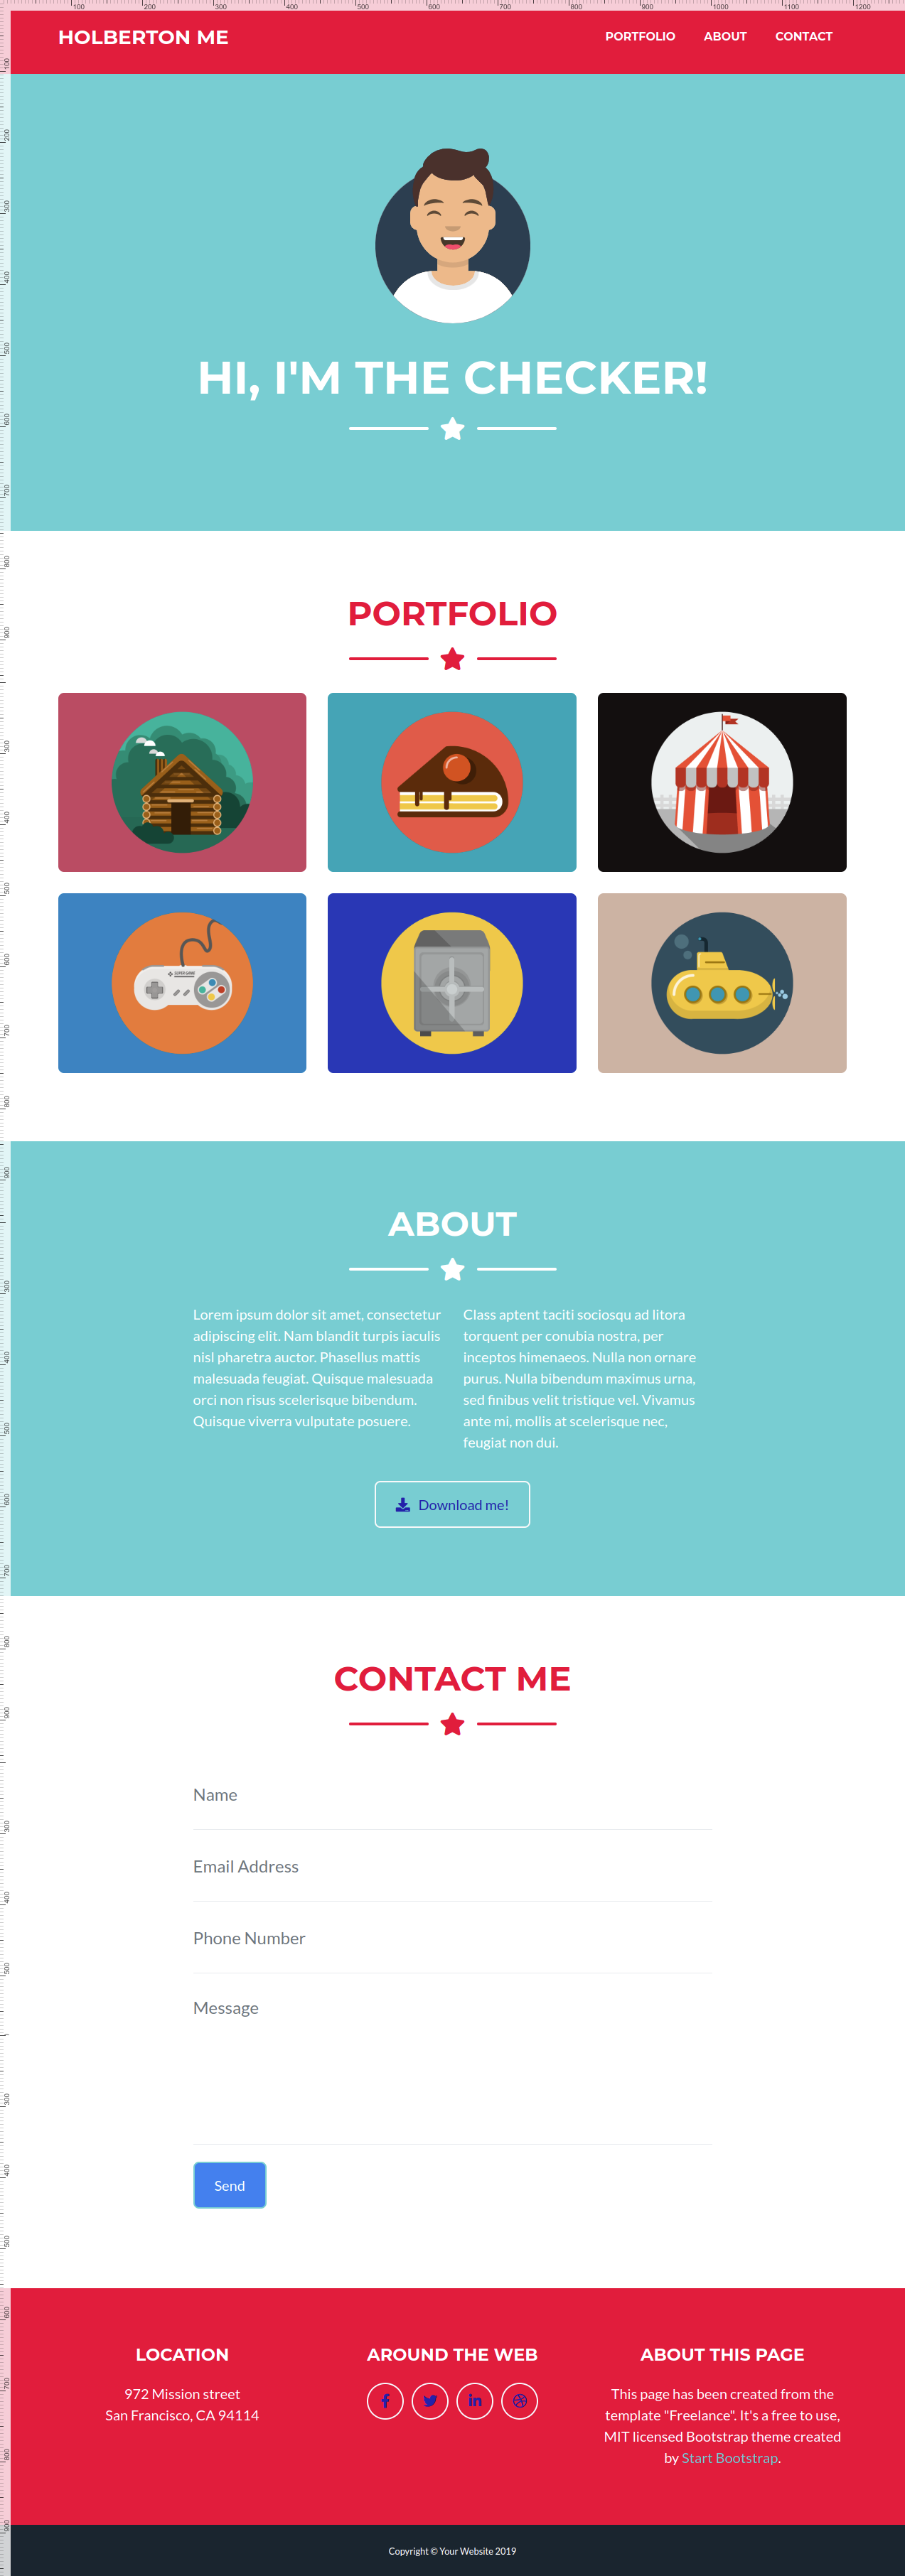 HOLBERTON ME
PORTFOLIO ABOUT CONTACT
HI, I'M THE CHECKER!
PORTFOLIO
ABOUT
Lorem ipsum dolor sit amet, consectetur
adipiscing elit. Nam blandit turpis iaculis
nisl pharetra auctor. Phasellus mattis
malesuada feugiat. Quisque malesuada
orci non risus scelerisque bibendum.
Quisque viverra vulputate posuere.
Class aptent taciti sociosqu ad litora
torquent per conubia nostra, per
inceptos himenaeos. Nulla non ornare
purus. Nulla bibendum maximus urna,
sed finibus velit tristique vel. Vivamus
ante mi, mollis at scelerisque nec,
feugiat non dui.
Download me!
CONTACT ME
Name
Email Address
Phone Number
Message
Send
LOCATION
972 Mission street
San Francisco, CA 94114
AROUND THE WEB
ABOUT THIS PAGE
This page has been created from the
template "Freelance". It's a free to use,
MIT licensed Bootstrap theme created
by Start Bootstrap.
Copyright © Your Website 2019